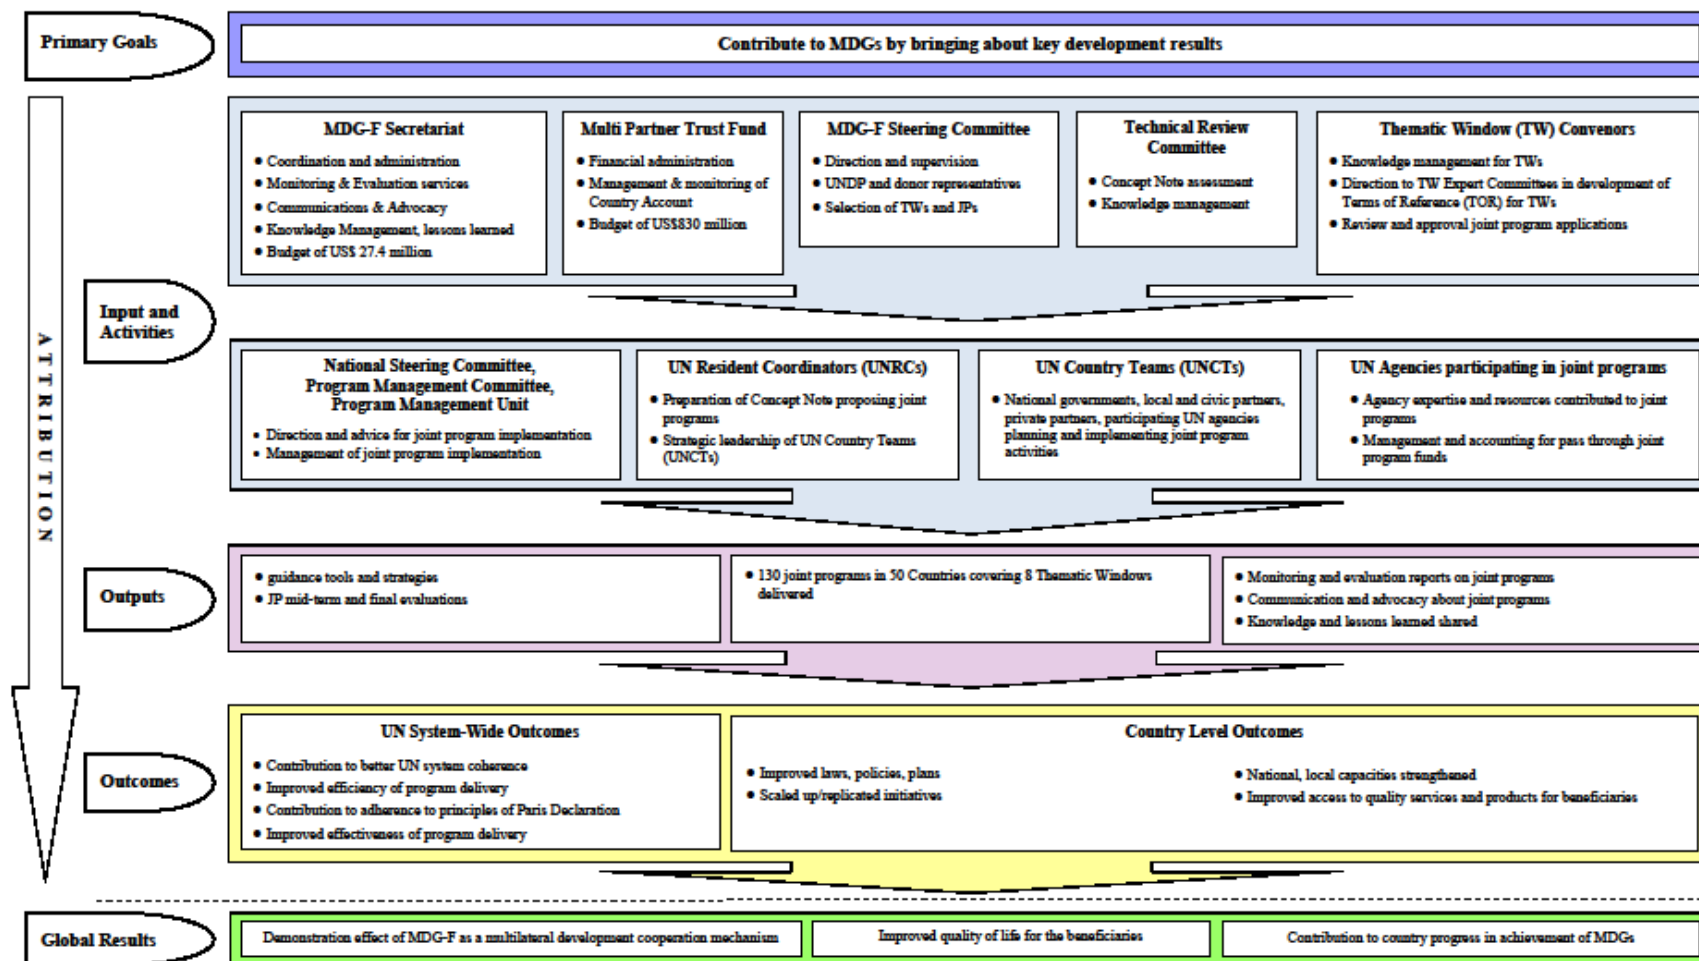 Primary Goals
Contribute to MDGs by bringing about key development results
ATTRIBUTION
Input and
Activities
MDG-F Secretariat
● Coordination and administration
● Monitoring & Evaluation services
● Communications & Advocacy
● Knowledge Management, lessons learned
● Budget of US$ 27.4 million
Multi Partner Trust Fund
● Financial administration
● Management & monitoring of
Country Account
● Budget of US$830 million
MDG-F Steering Committee
● Direction and supervision
● UNDP and donor representatives
● Selection of TWs and JPs
Technical Review
Committee
● Concept Note assessment
● Knowledge management
Thematic Window (TW) Convenors
● Knowledge management for TWs
● Direction to TW Expert Committees in development of
Terms of Reference (TOR) for TWs
● Review and approval joint program applications
National Steering Committee,
Program Management Committee,
Program Management Unit
• Direction and advice for joint program implementation
• Management of joint program implementation
UN Resident Coordinators (UNRCs)
● Preparation of Concept Note proposing joint
programs
● Strategic leadership of UN Country Teams
(UNCTs)
UN Country Teams (UNCTs)
● National governments, local and civic partners,
private partners, participating UN agencies
planning and implementing joint program
activities
UN Agencies participating in joint programs
● Agency expertise and resources contributed to joint
programs
● Management and accounting for pass through joint
program funds
Outputs
● guidance tools and strategies
● JP mid-term and final evaluations
● 130 joint programs in 50 Countries covering 8 Thematic Windows
delivered
● Monitoring and evaluation reports on joint programs
● Communication and advocacy about joint programs
● Knowledge and lessons learned shared
Outcomes
UN System-Wide Outcomes
● Contribution to better UN system coherence
● Improved efficiency of program delivery
● Contribution to adherence to principles of Paris Declaration
● Improved effectiveness of program delivery
Country Level Outcomes
● Improved laws, policies, plans
● Scaled up/replicated initiatives
● National, local capacities strengthened
● Improved access to quality services and products for beneficiaries
Global Results
Demonstration effect of MDG-F as a multilateral development cooperation mechanism
Improved quality of life for the beneficiaries
Contribution to country progress in achievement of MDGs